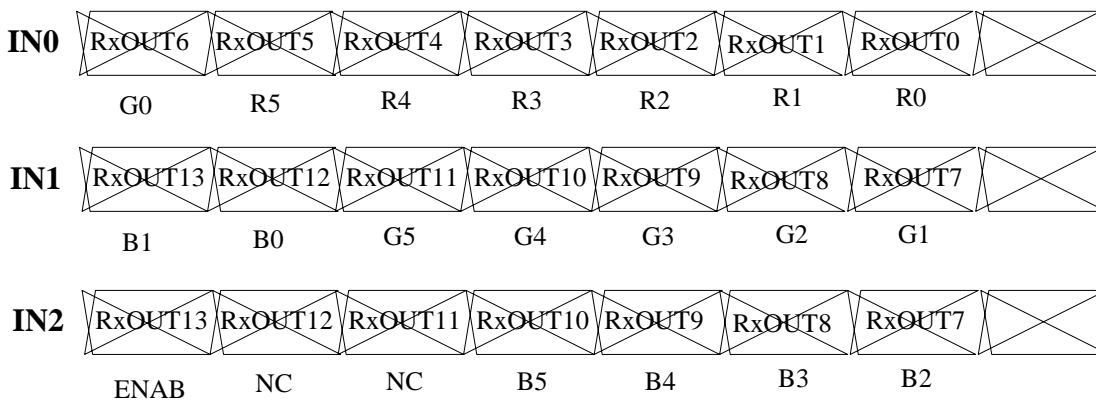 IN0 RxOUT6 RxOUT5 RxOUT4 RxOUT3 RxOUT2 RxOUT1 RxOUT0
G0 R5 R4 R3 R2 R1 R0
IN1 RxOUT13 RxOUT12 RxOUT11 RxOUT10 RxOUT9 RxOUT8 RxOUT7
B1 B0 G5 G4 G3 G2 G1
IN2 RxOUT13 RxOUT12 RxOUT11 RxOUT10 RxOUT9 RxOUT8 RxOUT7
ENAB NC NC B5 B4 B3 B2